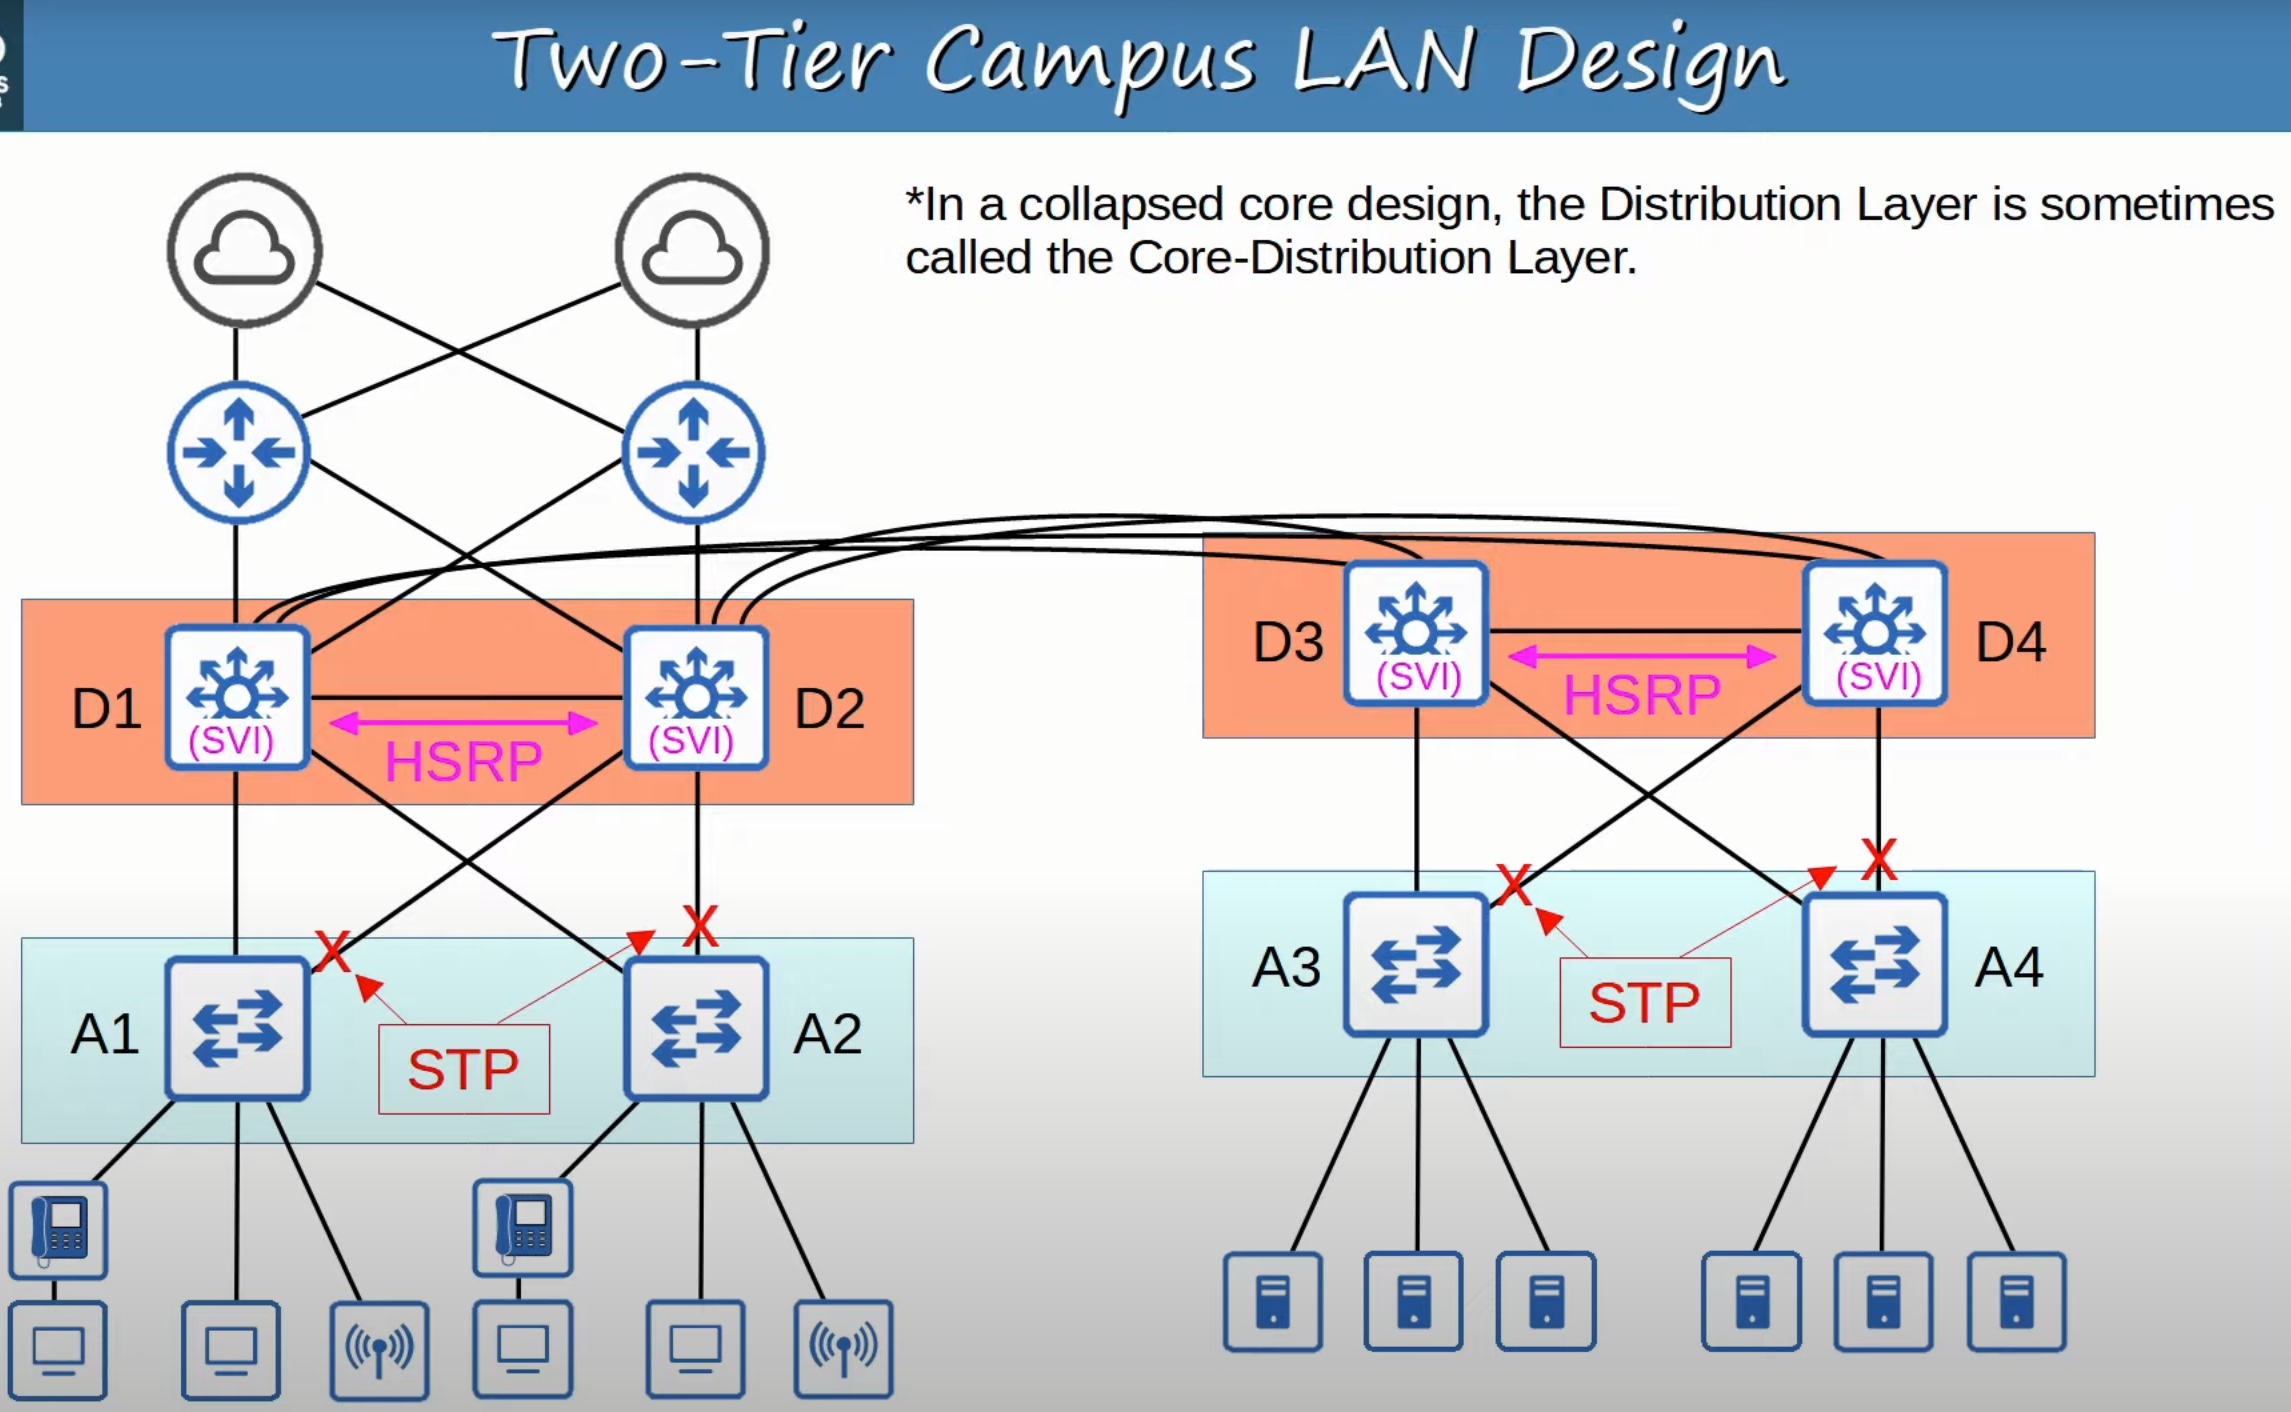 Two-Tier Campus LAN Design
*In a collapsed core design, the Distribution Layer is sometimes
called the Core-Distribution Layer.
D1
(SVI)
HSRP
(SVI)
D2
D3
(SVI)
HSRP
(SVI)
D4
X
X
X
X
A1
STP
A2
A3
STP
A4